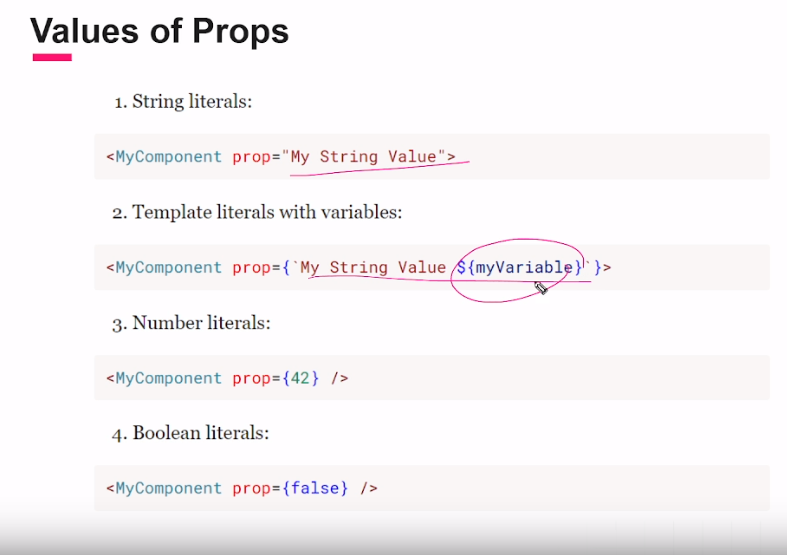 Values of Props
1. String literals:
<MyComponent prop="My String Value">
2. Template literals with variables:
<MyComponent prop={`My String Value ${myVariable}`}>
3. Number literals:
<MyComponent prop={42} />
4. Boolean literals:
<MyComponent prop={false} />